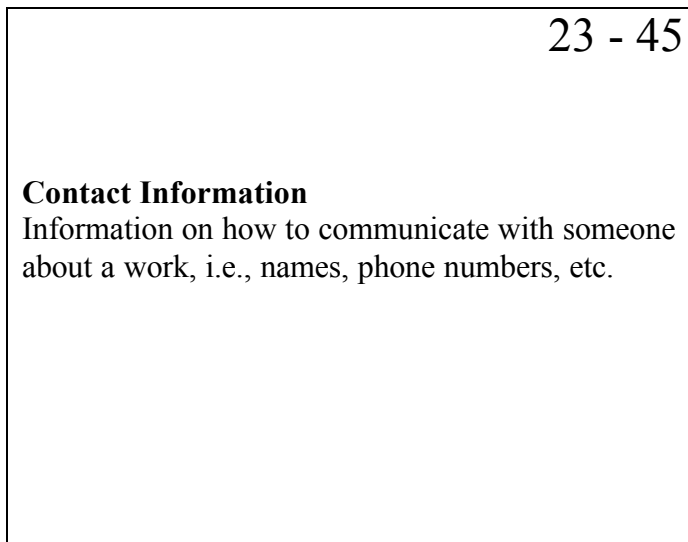 23 - 45
Contact Information
Information on how to communicate with someone
about a work, i.e., names, phone numbers, etc.